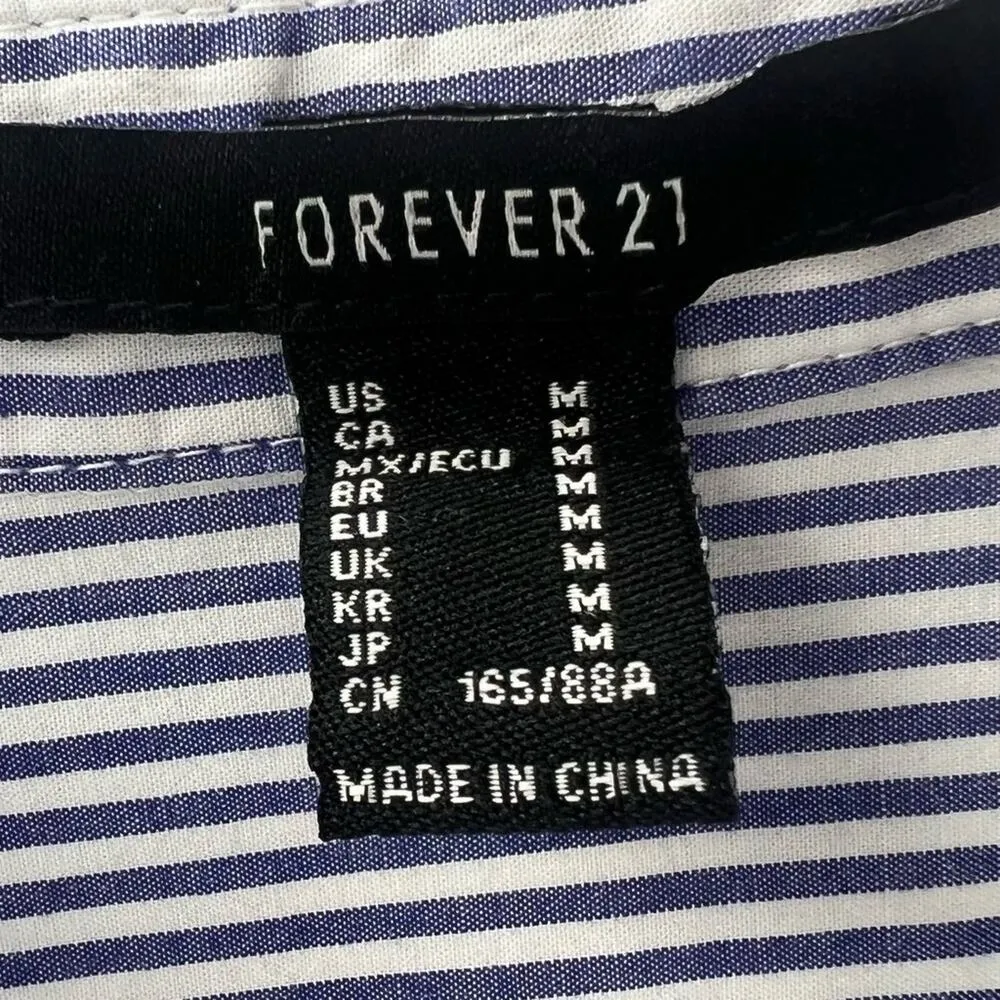 FOREVER 21
US M
CA M
MX/ECU M
BR M
EU M
UK M
KR M
JP M
CN 165/88A
MADE IN CHINA